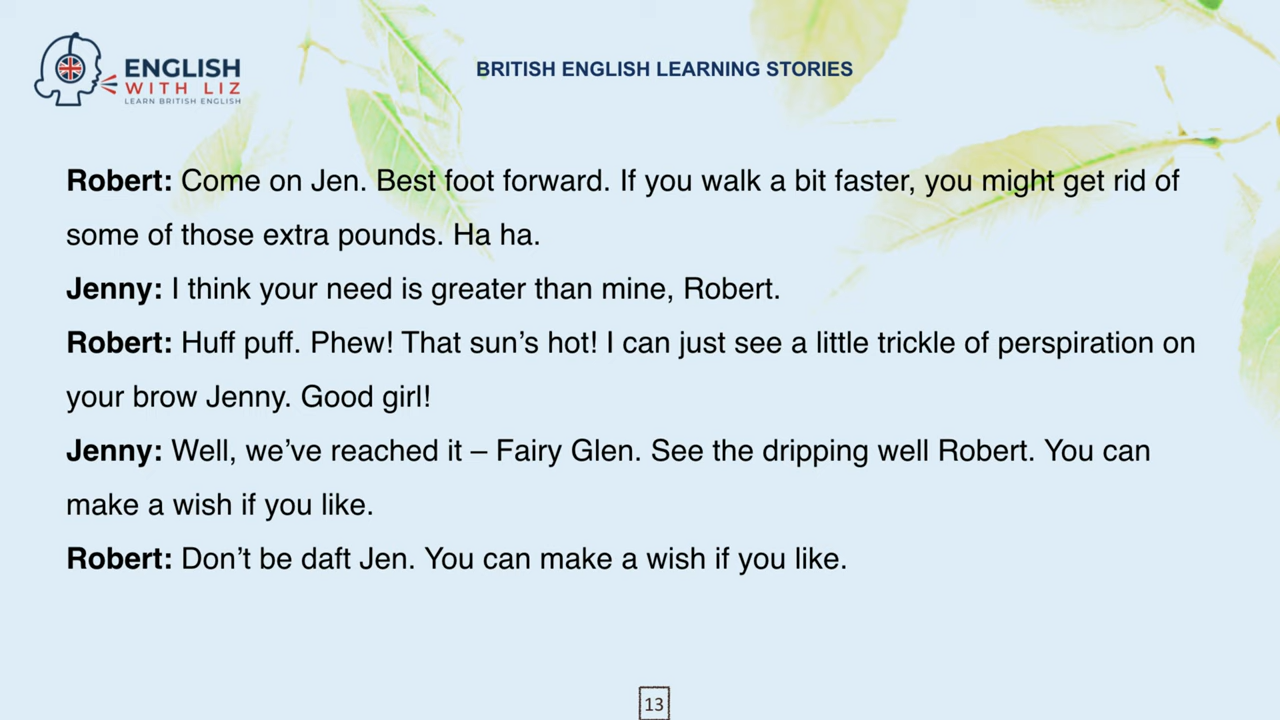 ENGLISH
WITH LIZ
LEARN BRITISH ENGLISH
BRITISH ENGLISH LEARNING STORIES
Robert: Come on Jen. Best foot forward. If you walk a bit faster, you might get rid of
some of those extra pounds. Ha ha.
Jenny: I think your need is greater than mine, Robert.
Robert: Huff puff. Phew! That sun’s hot! I can just see a little trickle of perspiration on
your brow Jenny. Good girl!
Jenny: Well, we’ve reached it – Fairy Glen. See the dripping well Robert. You can
make a wish if you like.
Robert: Don’t be daft Jen. You can make a wish if you like.
13